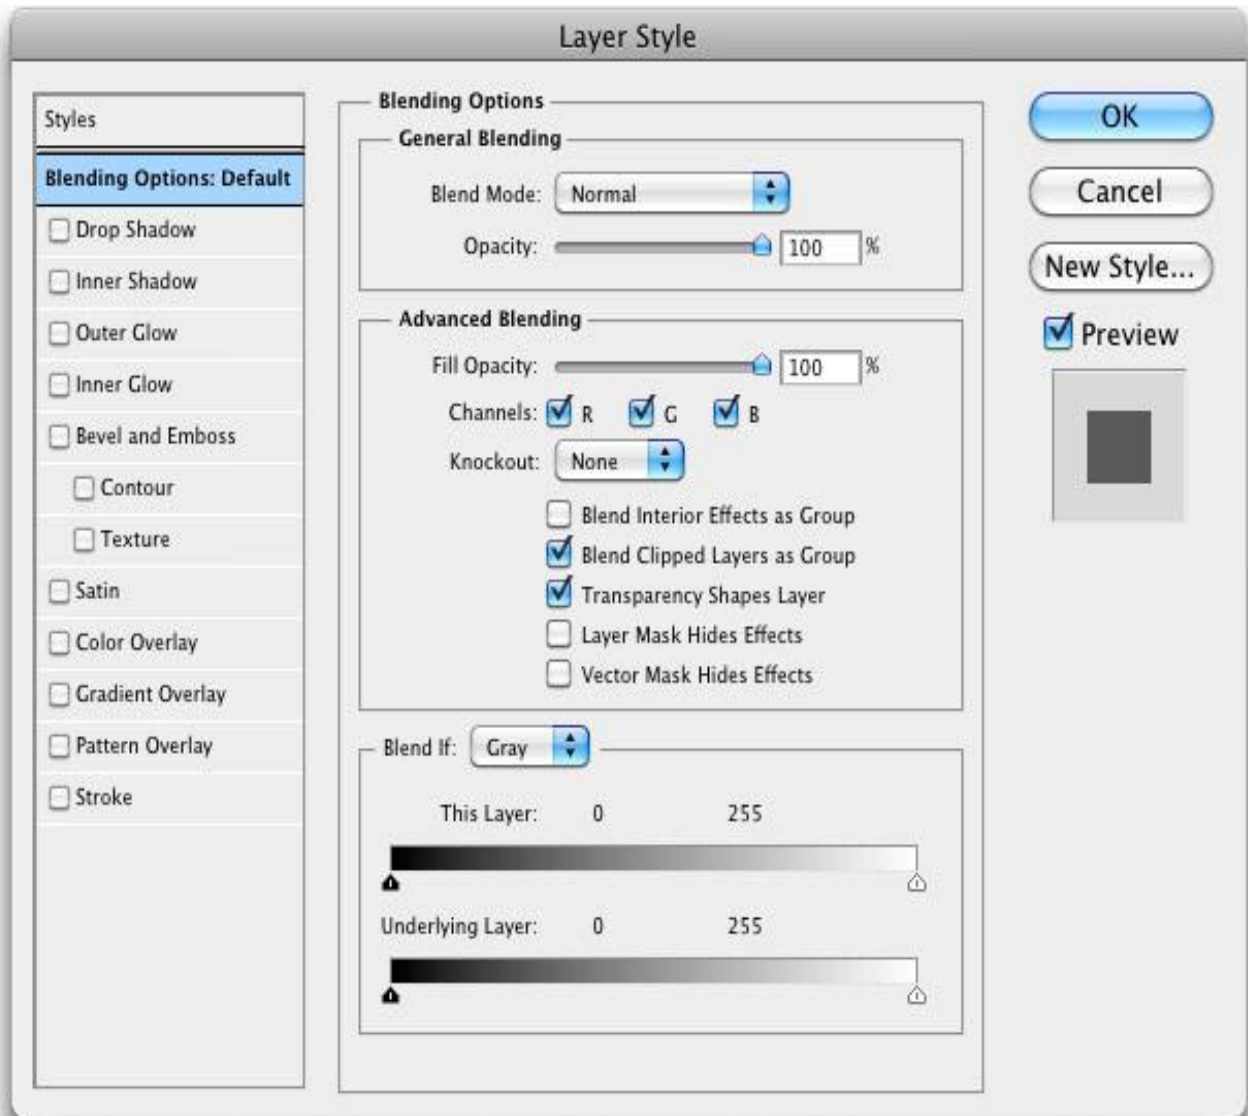 Layer Style
Styles
Blending Options: Default
Drop Shadow
Inner Shadow
Outer Glow
Inner Glow
Bevel and Emboss
Contour
Texture
Satin
Color Overlay
Gradient Overlay
Pattern Overlay
Stroke
Blending Options
General Blending
Blend Mode: Normal
Opacity: 100 %
Advanced Blending
Fill Opacity: 100 %
Channels: R G B
Knockout: None
Blend Interior Effects as Group
Blend Clipped Layers as Group
Transparency Shapes Layer
Layer Mask Hides Effects
Vector Mask Hides Effects
Blend If: Gray
This Layer: 0 255
Underlying Layer: 0 255
OK
Cancel
New Style...
Preview